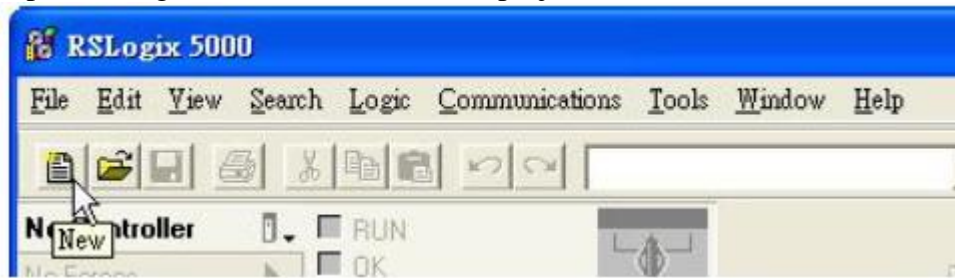 RSLogix 5000
File Edit View Search Logic Communications Tools Window Help
New
RUN
OK